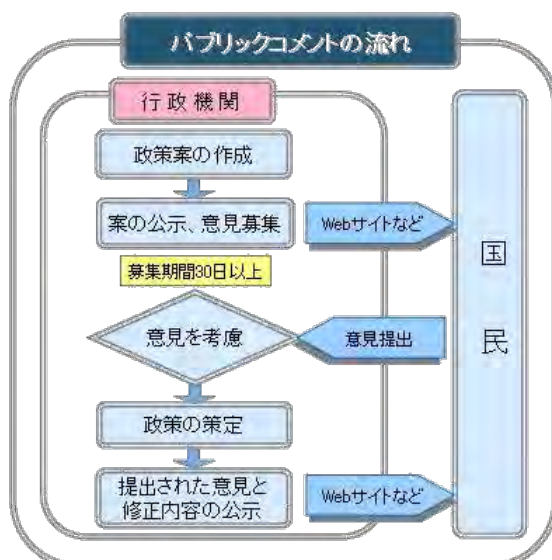 パブリックコメントの流れ
行政機関
政策案の作成
案の公示、意見募集
Webサイトなど
募集期間30日以上
意見を考慮
意見提出
政策の策定
提出された意見と
修正内容の公示
Webサイトなど
国民